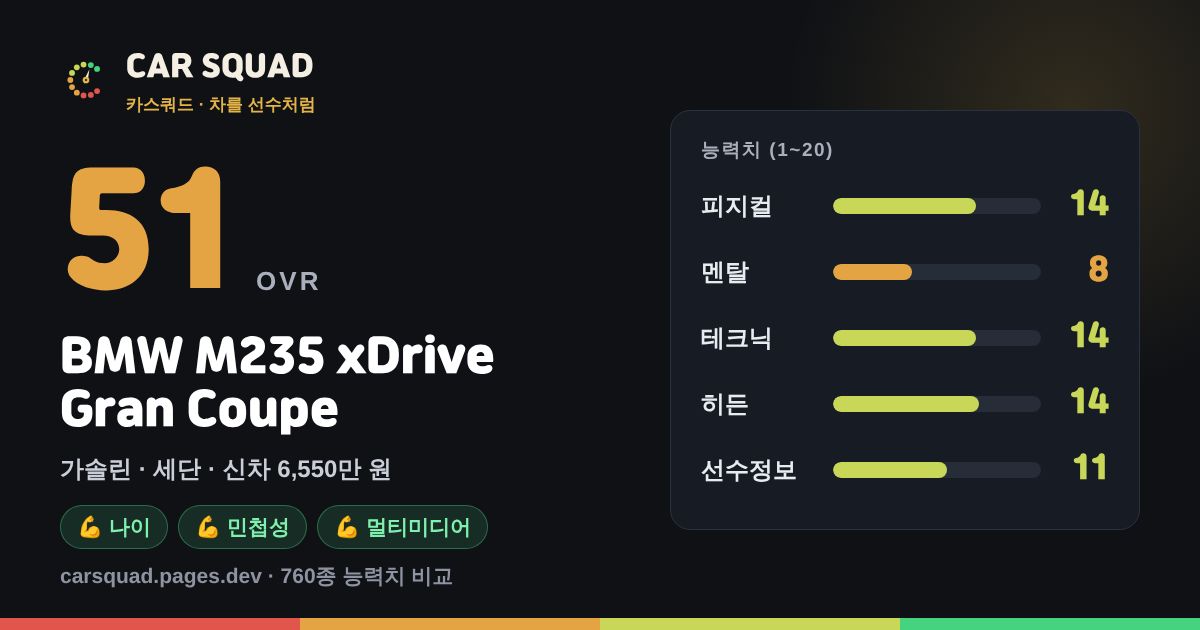 CAR SQUAD
카스쿼드 · 차를 선수처럼
51 OVR
BMW M235 xDrive
Gran Coupe
가솔린 · 세단 · 신차 6,550만 원
💪 나이 💪 민첩성 💪 멀티미디어
carsquad.pages.dev · 760종 능력치 비교
능력치 (1~20)
피지컬 14
멘탈 8
테크닉 14
히든 14
선수정보 11